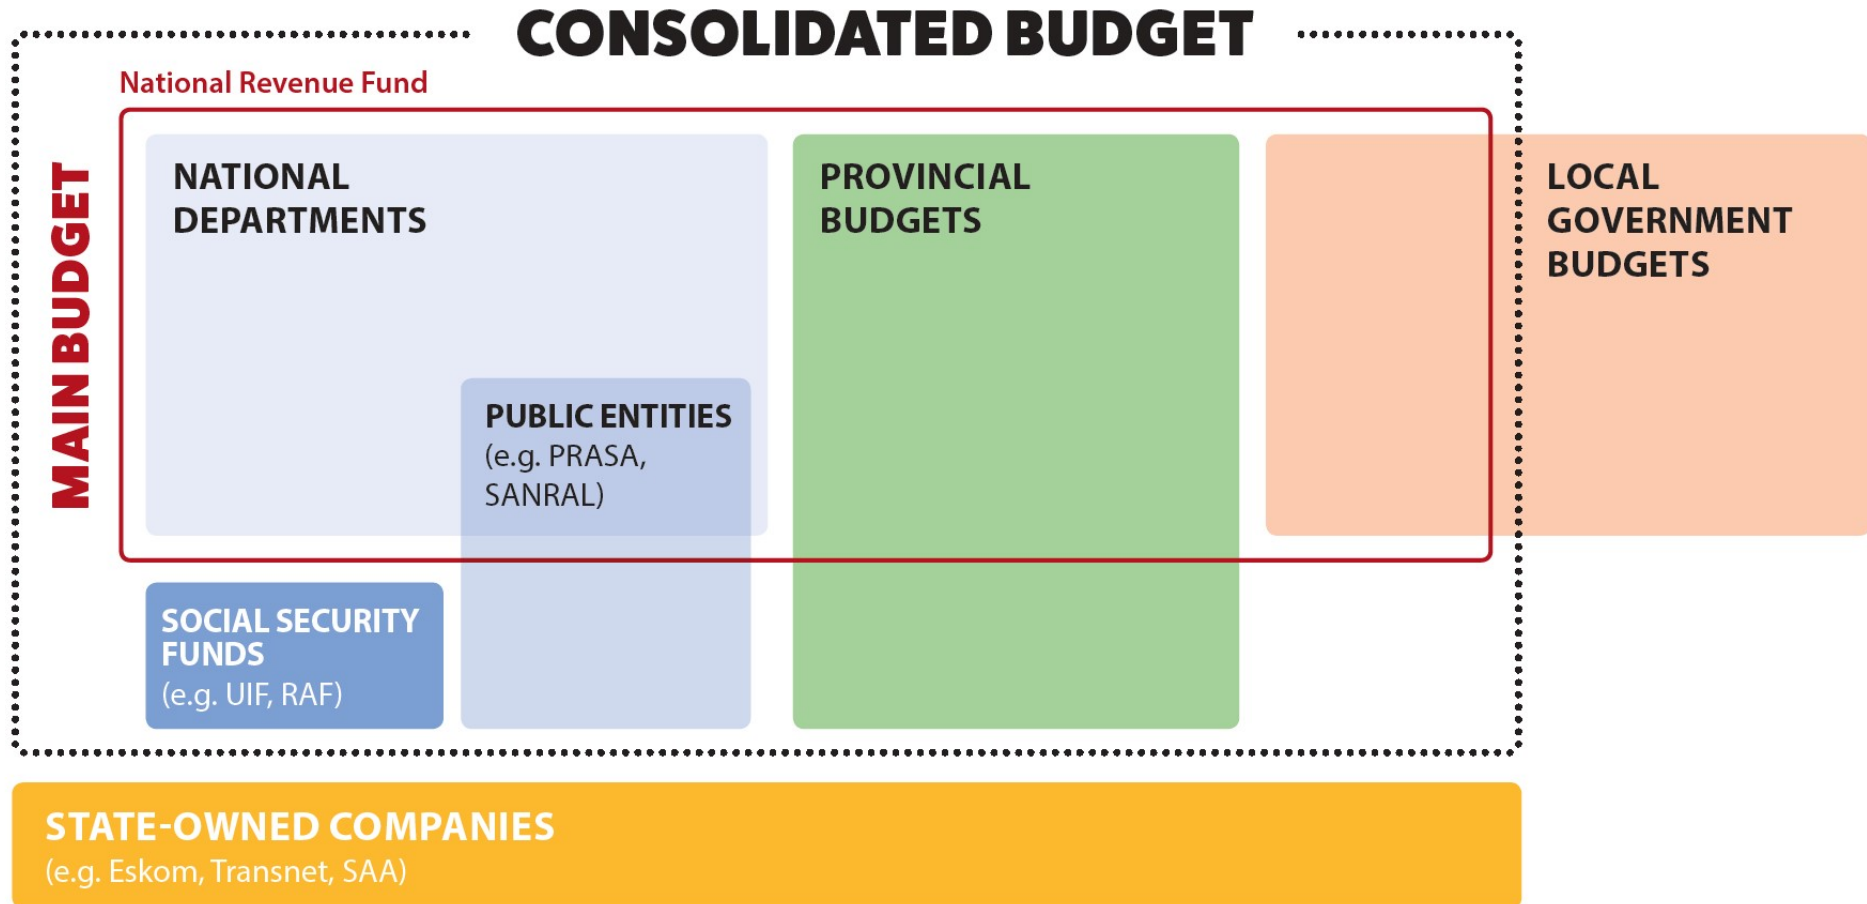 CONSOLIDATED BUDGET
National Revenue Fund
MAIN BUDGET
NATIONAL
DEPARTMENTS
PUBLIC ENTITIES
(e.g. PRASA,
SANRAL)
PROVINCIAL
BUDGETS
LOCAL
GOVERNMENT
BUDGETS
SOCIAL SECURITY
FUNDS
(e.g. UIF, RAF)
STATE-OWNED COMPANIES
(e.g. Eskom, Transnet, SAA)